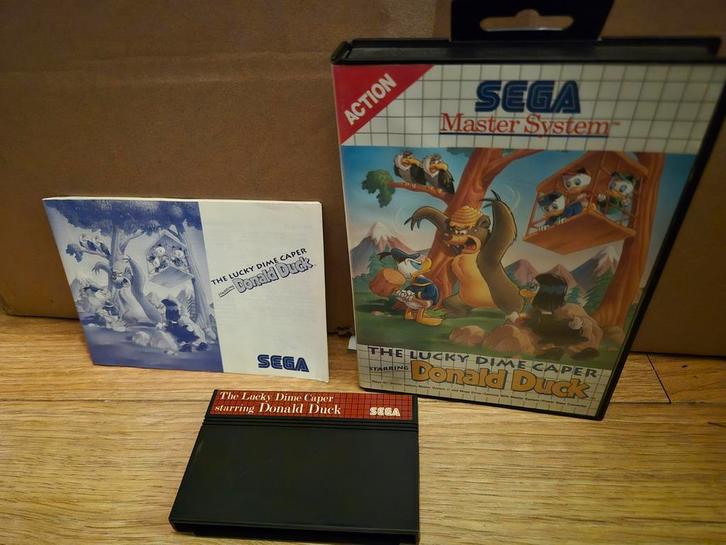 ACTION
SEGA
Master System™
THE LUCKY DIME CAPER
STARRING
Donald Duck
THE LUCKY DIME CAPER
Donald Duck
SEGA
The Lucky Dime Caper
starring Donald Duck
SEGA